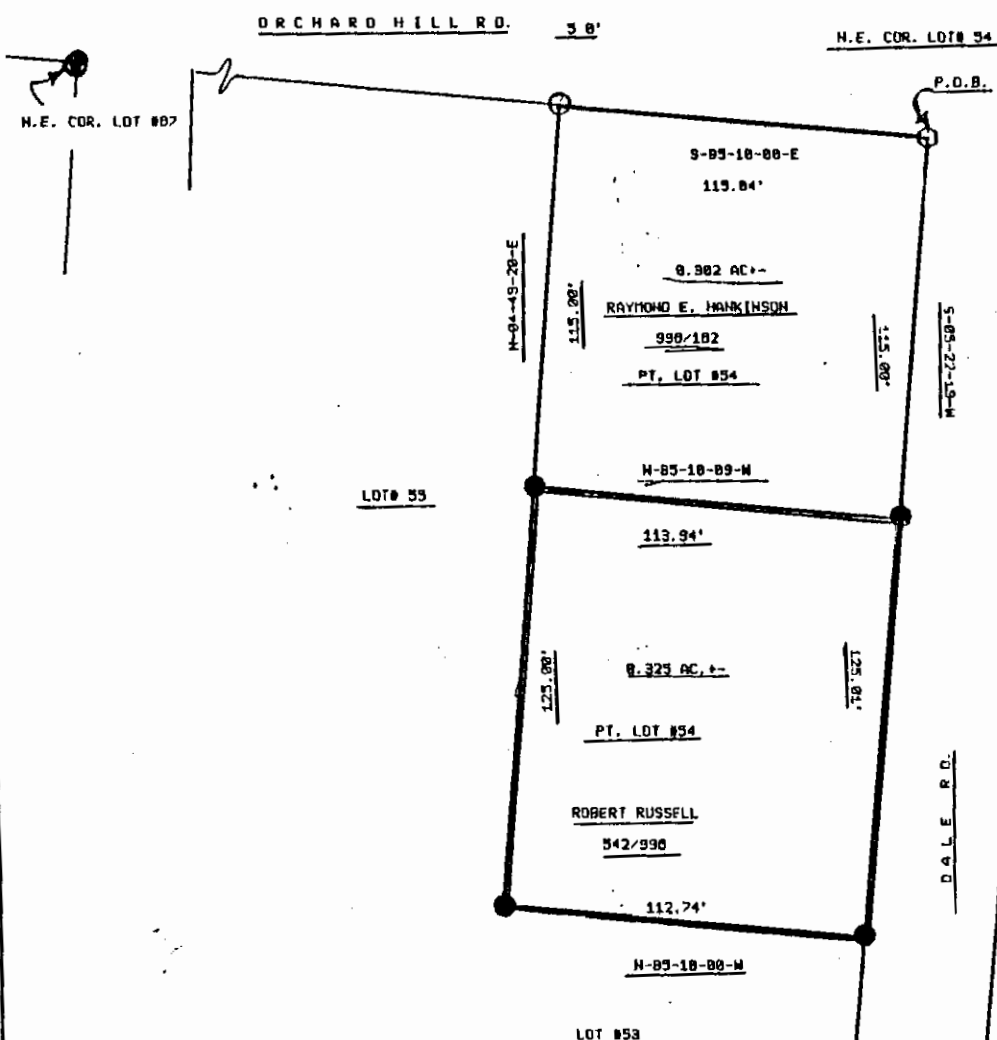 ORCHARD HILL RD.
50'
N.E. COR. LOT# 54
P.O.B.
N.E. COR. LOT #87
S-85-10-00-E
115.04'
N-04-49-20-E
115.00'
0.302 AC+-
RAYMOND E. HANKINSON
990/182
PT. LOT #54
115.00'
S-05-22-19-W
N-85-10-09-W
LOT# 55
113.94'
125.00'
0.325 AC.+-
125.01'
PT. LOT #54
ROBERT RUSSELL
542/990
DALE RD.
112.74'
N-85-10-00-W
LOT #53